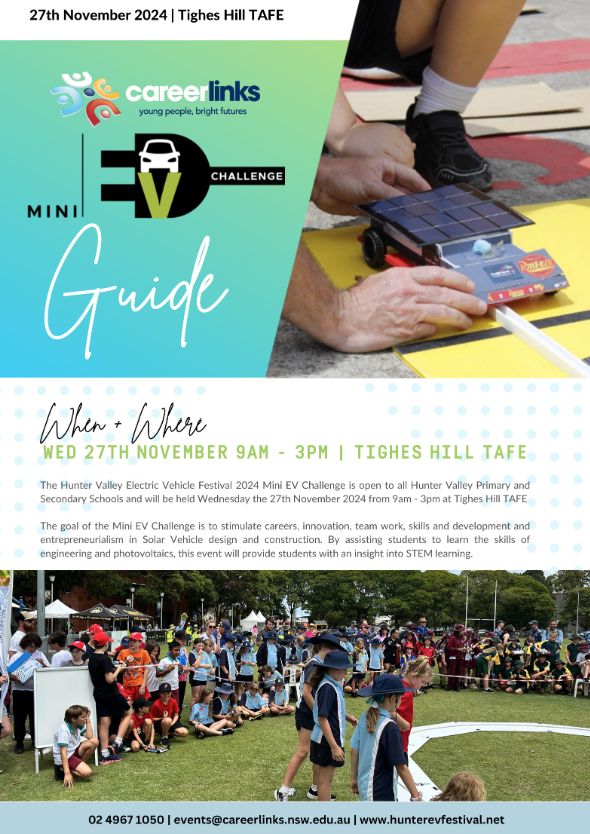 27th November 2024 | Tighes Hill TAFE
careerlinks
young people, bright futures
MINI EV CHALLENGE
Guide
When + Where
WED 27TH NOVEMBER 9AM - 3PM | TIGHES HILL TAFE
The Hunter Valley Electric Vehicle Festival 2024 Mini EV Challenge is open to all Hunter Valley Primary and
Secondary Schools and will be held Wednesday the 27th November 2024 from 9am - 3pm at Tighes Hill TAFE
The goal of the Mini EV Challenge is to stimulate careers, innovation, team work, skills and development and
entrepreneurialism in Solar Vehicle design and construction. By assisting students to learn the skills of
engineering and photovoltaics, this event will provide students with an insight into STEM learning.
02 4967 1050 | events@careerlinks.nsw.edu.au | www.hunterevfestival.net